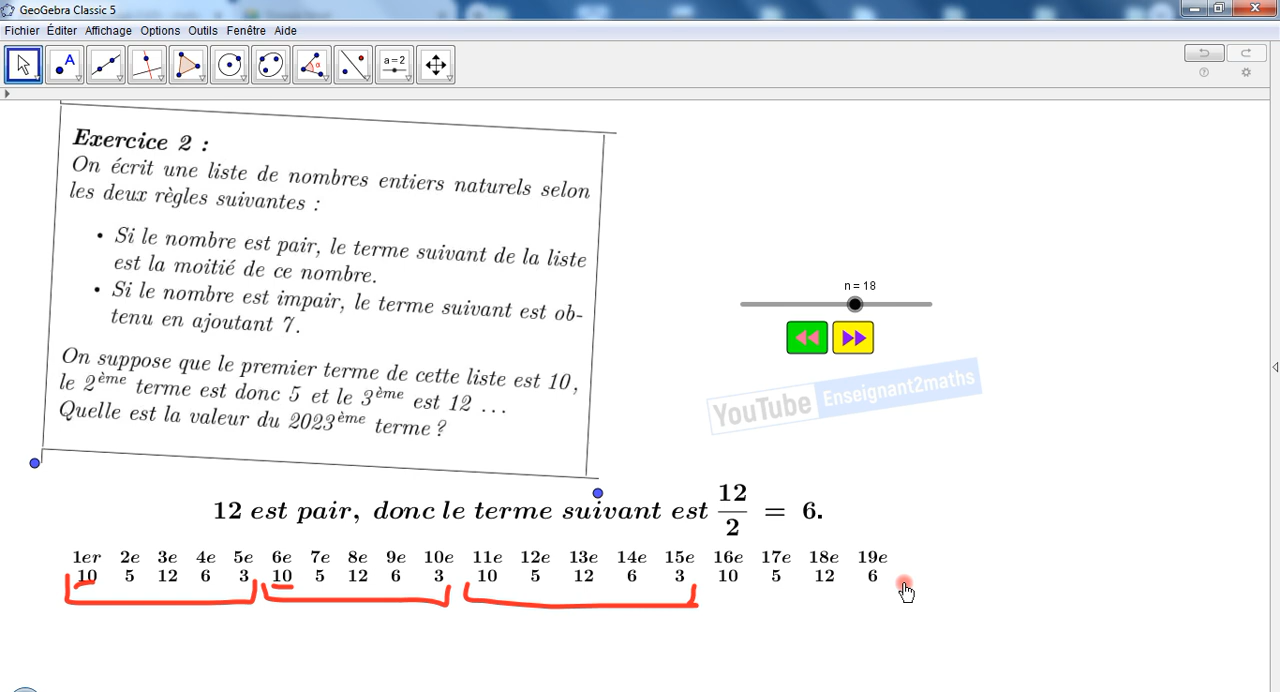 GeoGebra Classic 5
Fichier Éditer Affichage Options Outils Fenêtre Aide
A
α
a=2
Exercice 2 :
On écrit une liste de nombres entiers naturels selon
les deux règles suivantes :
• Si le nombre est pair, le terme suivant de la liste
est la moitié de ce nombre.
• Si le nombre est impair, le terme suivant est ob-
tenu en ajoutant 7.
On suppose que le premier terme de cette liste est 10,
le 2ème terme est donc 5 et le 3ème est 12 ...
Quelle est la valeur du 2023ème terme ?
n = 18
YouTube Enseignant2maths
12 est pair, donc le terme suivant est 12/2 = 6.
1er 2e 3e 4e 5e 6e 7e 8e 9e 10e 11e 12e 13e 14e 15e 16e 17e 18e 19e
10 5 12 6 3 10 5 12 6 3 10 5 12 6 3 10 5 12 6